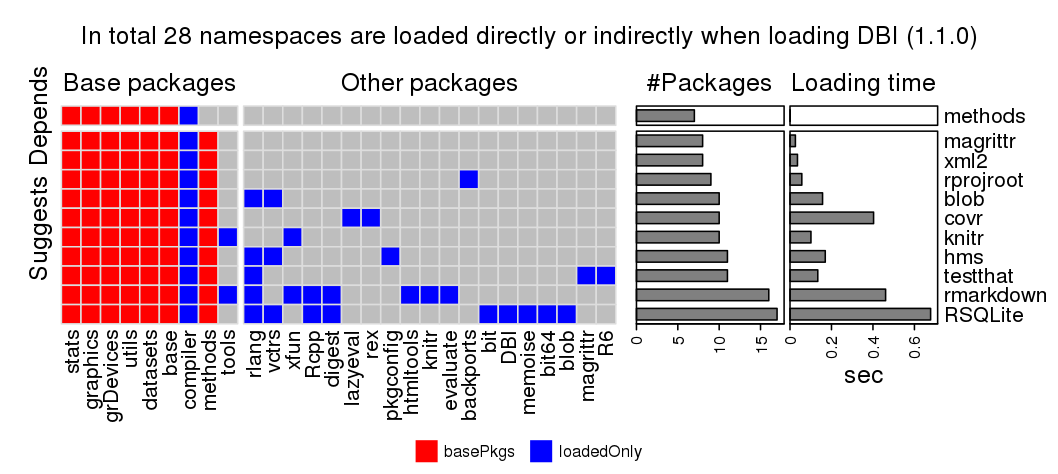 In total 28 namespaces are loaded directly or indirectly when loading DBI (1.1.0)
Base packages
Other packages
#Packages
Loading time
Depends
Suggests
methods
magrittr
xml2
rprojroot
blob
covr
knitr
hms
testthat
rmarkdown
RSQLite
stats
graphics
grDevices
utils
datasets
base
compiler
methods
tools
rlang
vctrs
xfun
Rcpp
digest
lazyeval
rex
pkgconfig
htmltools
knitr
evaluate
backports
bit
DBI
memoise
bit64
blob
magrittr
R6
0
5
10
15
0
0.2
0.4
0.6
sec
basePkgs
loadedOnly